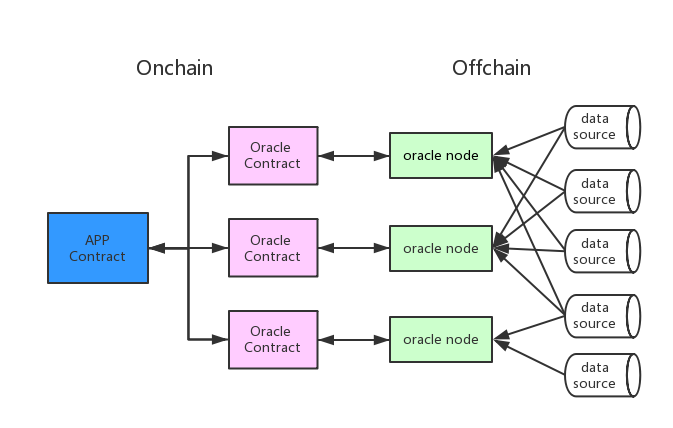 Onchain
Offchain
APP
Contract
Oracle
Contract
Oracle
Contract
Oracle
Contract
oracle node
oracle node
oracle node
data
source
data
source
data
source
data
source
data
source